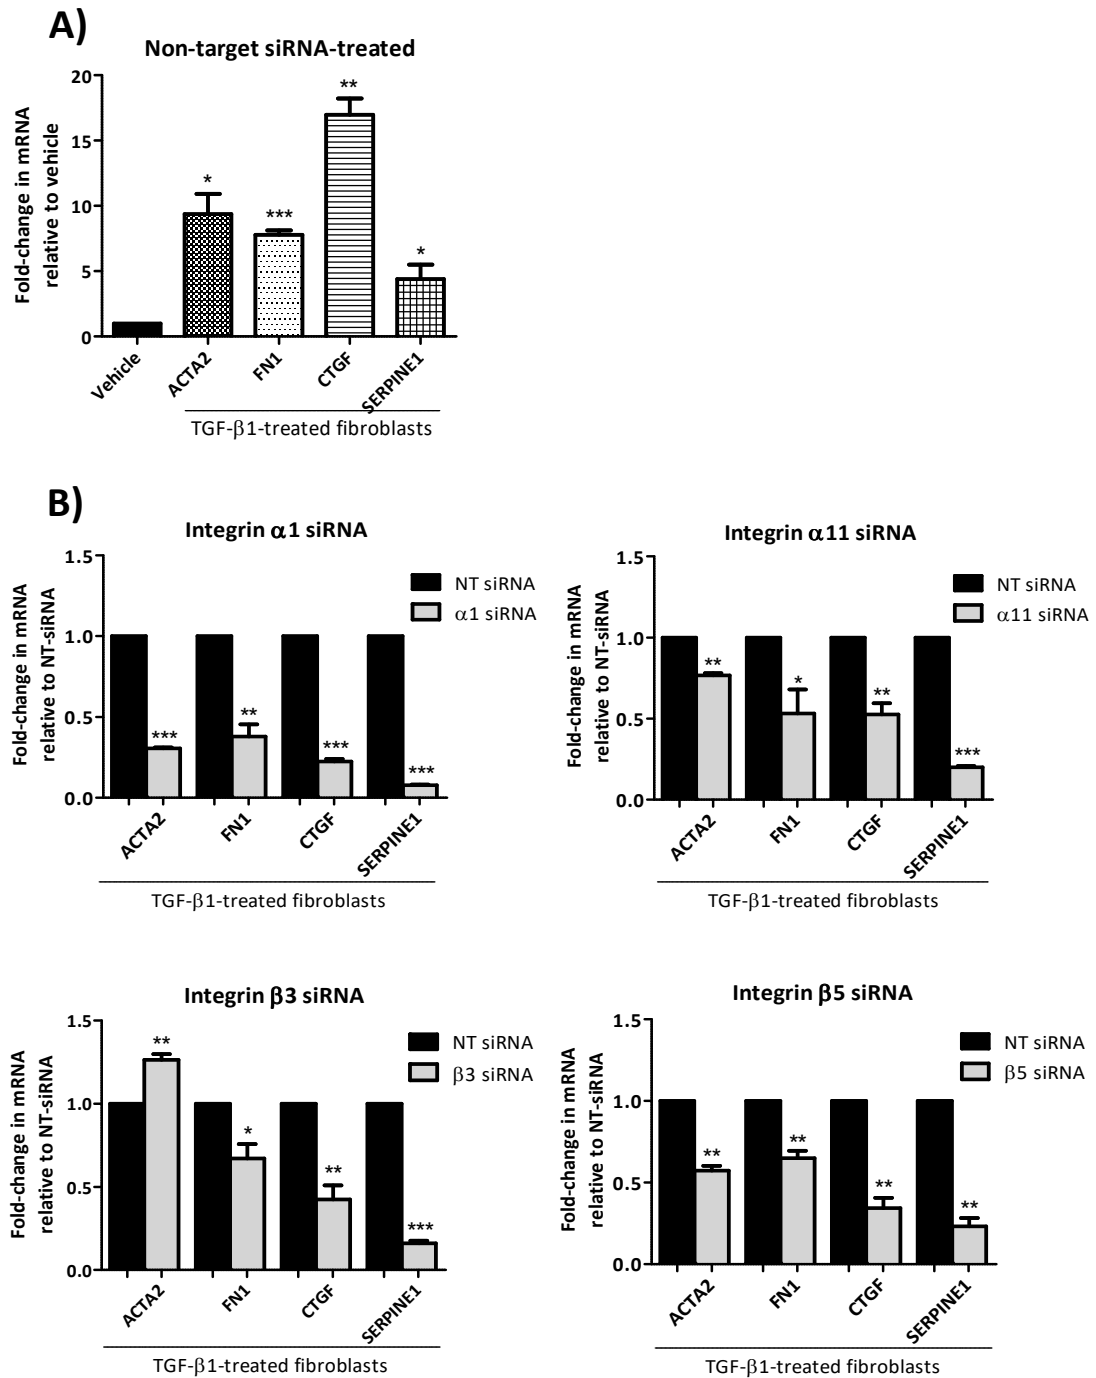 A)
Non-target siRNA-treated
Fold-change in mRNA
relative to vehicle
20
15
10
5
0
*
***
**
*
Vehicle
ACTA2
FN1
CTGF
SERPINE1
TGF-β1-treated fibroblasts
B)
Integrin α1 siRNA
Fold-change in mRNA
relative to NT-siRNA
1.5
1.0
0.5
0.0
NT siRNA
α1 siRNA
***
**
***
***
ACTA2
FN1
CTGF
SERPINE1
TGF-β1-treated fibroblasts
Integrin α11 siRNA
Fold-change in mRNA
relative to NT-siRNA
1.5
1.0
0.5
0.0
NT siRNA
α11 siRNA
**
*
**
***
ACTA2
FN1
CTGF
SERPINE1
TGF-β1-treated fibroblasts
Integrin β3 siRNA
Fold-change in mRNA
relative to NT-siRNA
1.5
1.0
0.5
0.0
NT siRNA
β3 siRNA
**
*
**
***
ACTA2
FN1
CTGF
SERPINE1
TGF-β1-treated fibroblasts
Integrin β5 siRNA
Fold-change in mRNA
relative to NT-siRNA
1.5
1.0
0.5
0.0
NT siRNA
β5 siRNA
**
**
**
**
ACTA2
FN1
CTGF
SERPINE1
TGF-β1-treated fibroblasts